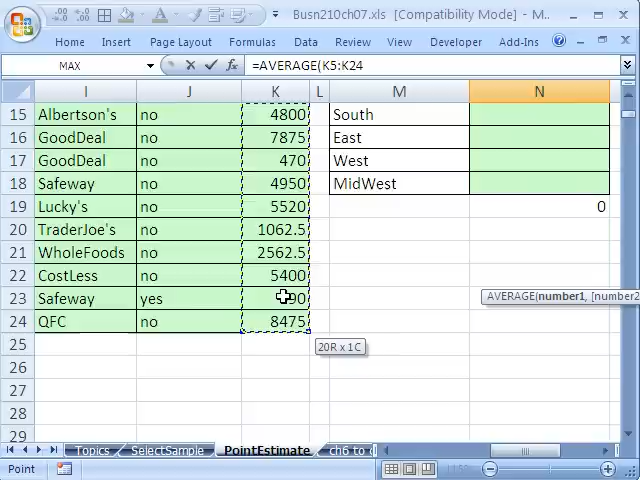 Busn210ch07.xls [Compatibility Mode] - M...
Home Insert Page Layout Formulas Data Review View Developer Add-Ins
MAX =AVERAGE(K5:K24
I J K L M N
15 Albertson's no 4800 South
16 GoodDeal no 7875 East
17 GoodDeal no 470 West
18 Safeway no 4950 MidWest
19 Lucky's no 5520 0
20 TraderJoe's no 1062.5
21 WholeFoods no 2562.5
22 CostLess no 5400
23 Safeway yes AVERAGE(number1, [number2
24 QFC no 8475
25 20R x 1C
26
27
28
29
Topics SelectSample PointEstimate ch6 to c
Point